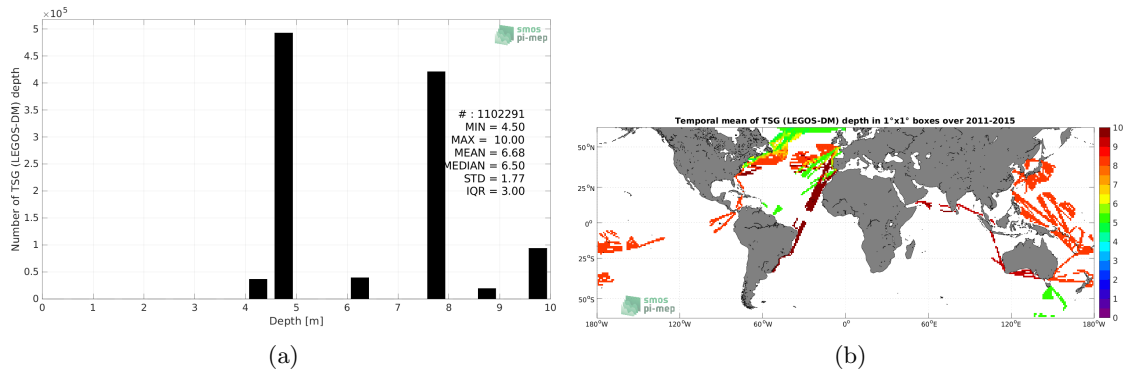 ×10⁵
5
4.5
4
3.5
3
2.5
2
1.5
1
0.5
0
Number of TSG (LEGOS-DM) depth
smos
pi-mep
# : 1102291
MIN = 4.50
MAX = 10.00
MEAN = 6.68
MEDIAN = 6.50
STD = 1.77
IQR = 3.00
0 1 2 3 4 5 6 7 8 9 10
Depth [m]
(a)
Temporal mean of TSG (LEGOS-DM) depth in 1°x1° boxes over 2011-2015
50°N
25°N
0°
25°S
50°S
smos
pi-mep
180°W 120°W 60°W 0°E 60°E 120°E 180°W
10
9
8
7
6
5
4
3
2
1
0
(b)